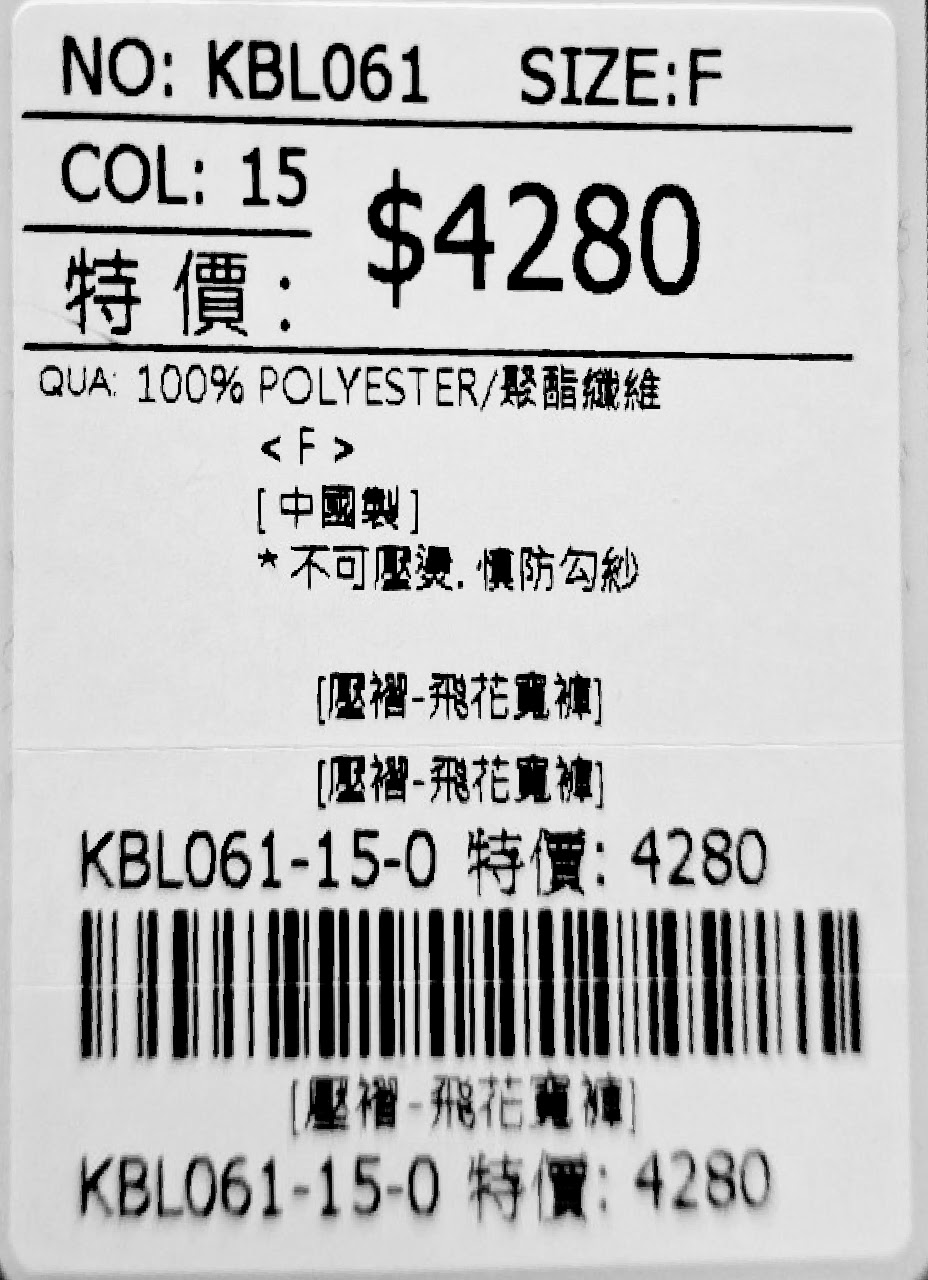 NO: KBL061 SIZE:F
COL: 15
$4280
特價:
QUA: 100% POLYESTER/聚酯纖維
< F >
[中國製]
* 不可壓燙. 慎防勾紗
[壓褶-飛花寬褲]
[壓褶-飛花寬褲]
KBL061-15-0 特價: 4280
[壓褶-飛花寬褲]
KBL061-15-0 特價: 4280